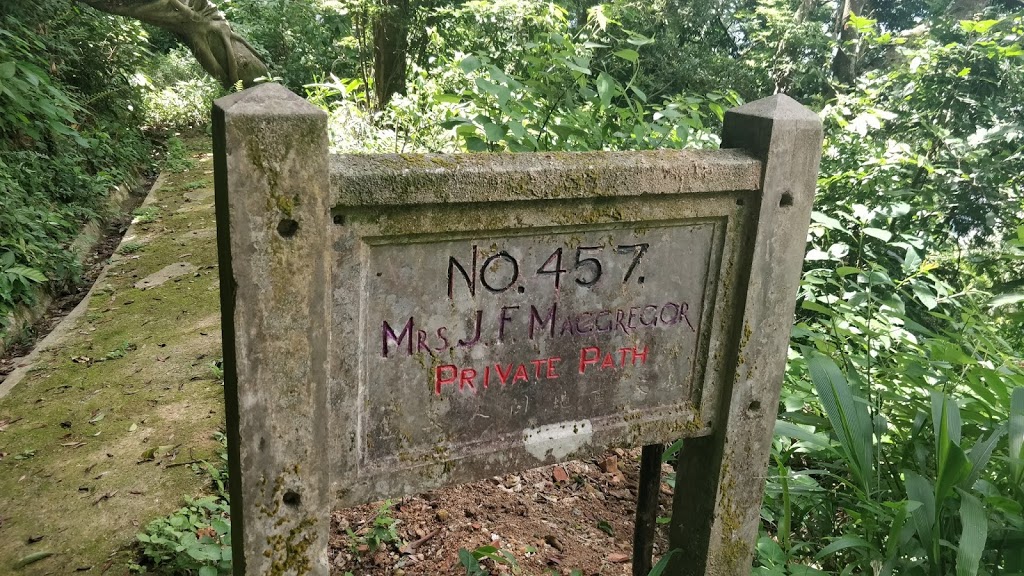 NO. 457.
MRS. J F MACGREGOR
PRIVATE PATH